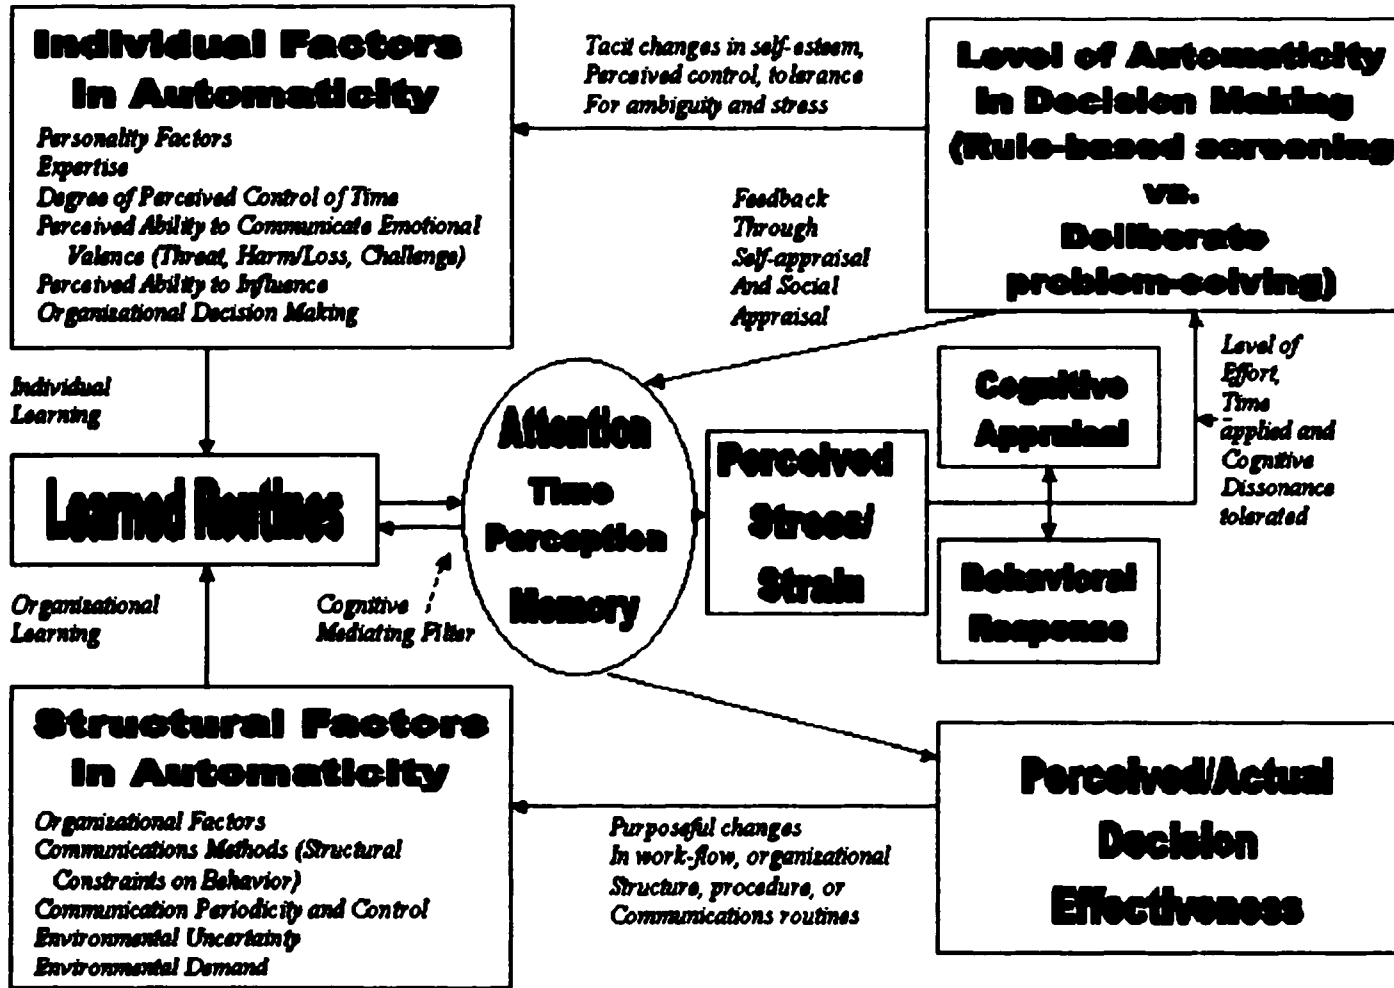 Individual Factors
in Automaticity
Personality Factors
Expertise
Degree of Perceived Control of Time
Perceived Ability to Communicate Emotional
Valence (Threat, Harm/Loss, Challenge)
Perceived Ability to Influence
Organizational Decision Making
Tacit changes in self-esteem,
Perceived control, tolerance
For ambiguity and stress
Level of Automaticity
in Decision Making
(Rule-based screening
vs.
Deliberate
problem-solving)
Feedback
Through
Self-appraisal
And Social
Appraisal
Individual
Learning
Learned Routines
Organizational
Learning
Cognitive
Mediating Filter
Attention
Time
Perception
Memory
Perceived
Stress/
Strain
Cognitive
Appraisal
Behavioral
Response
Level of
Effort,
Time
applied and
Cognitive
Dissonance
tolerated
Structural Factors
in Automaticity
Organizational Factors
Communications Methods (Structural
Constraints on Behavior)
Communication Periodicity and Control
Environmental Uncertainty
Environmental Demand
Purposeful changes
In work-flow, organizational
Structure, procedure, or
Communications routines
Perceived/Actual
Decision
Effectiveness